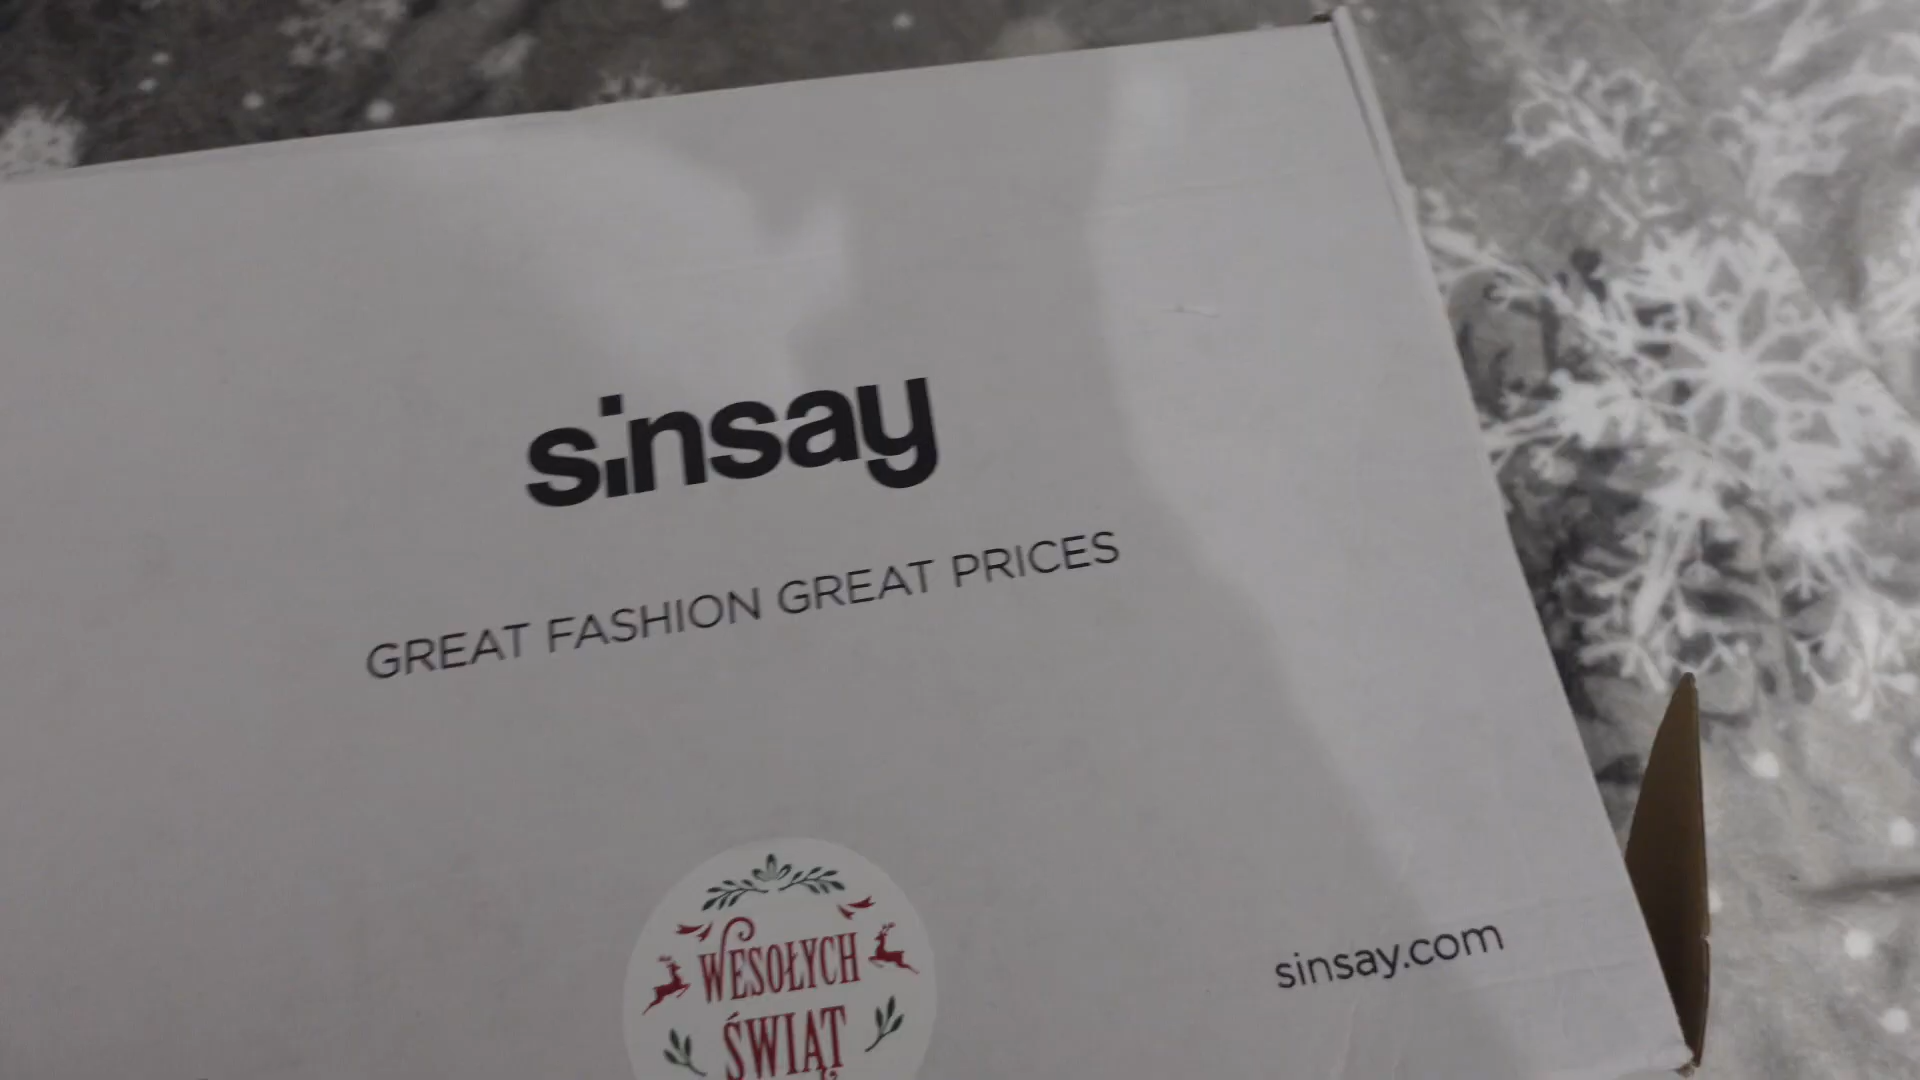 sinsay
GREAT FASHION GREAT PRICES
sinsay.com
WESOŁYCH
ŚWIĄT